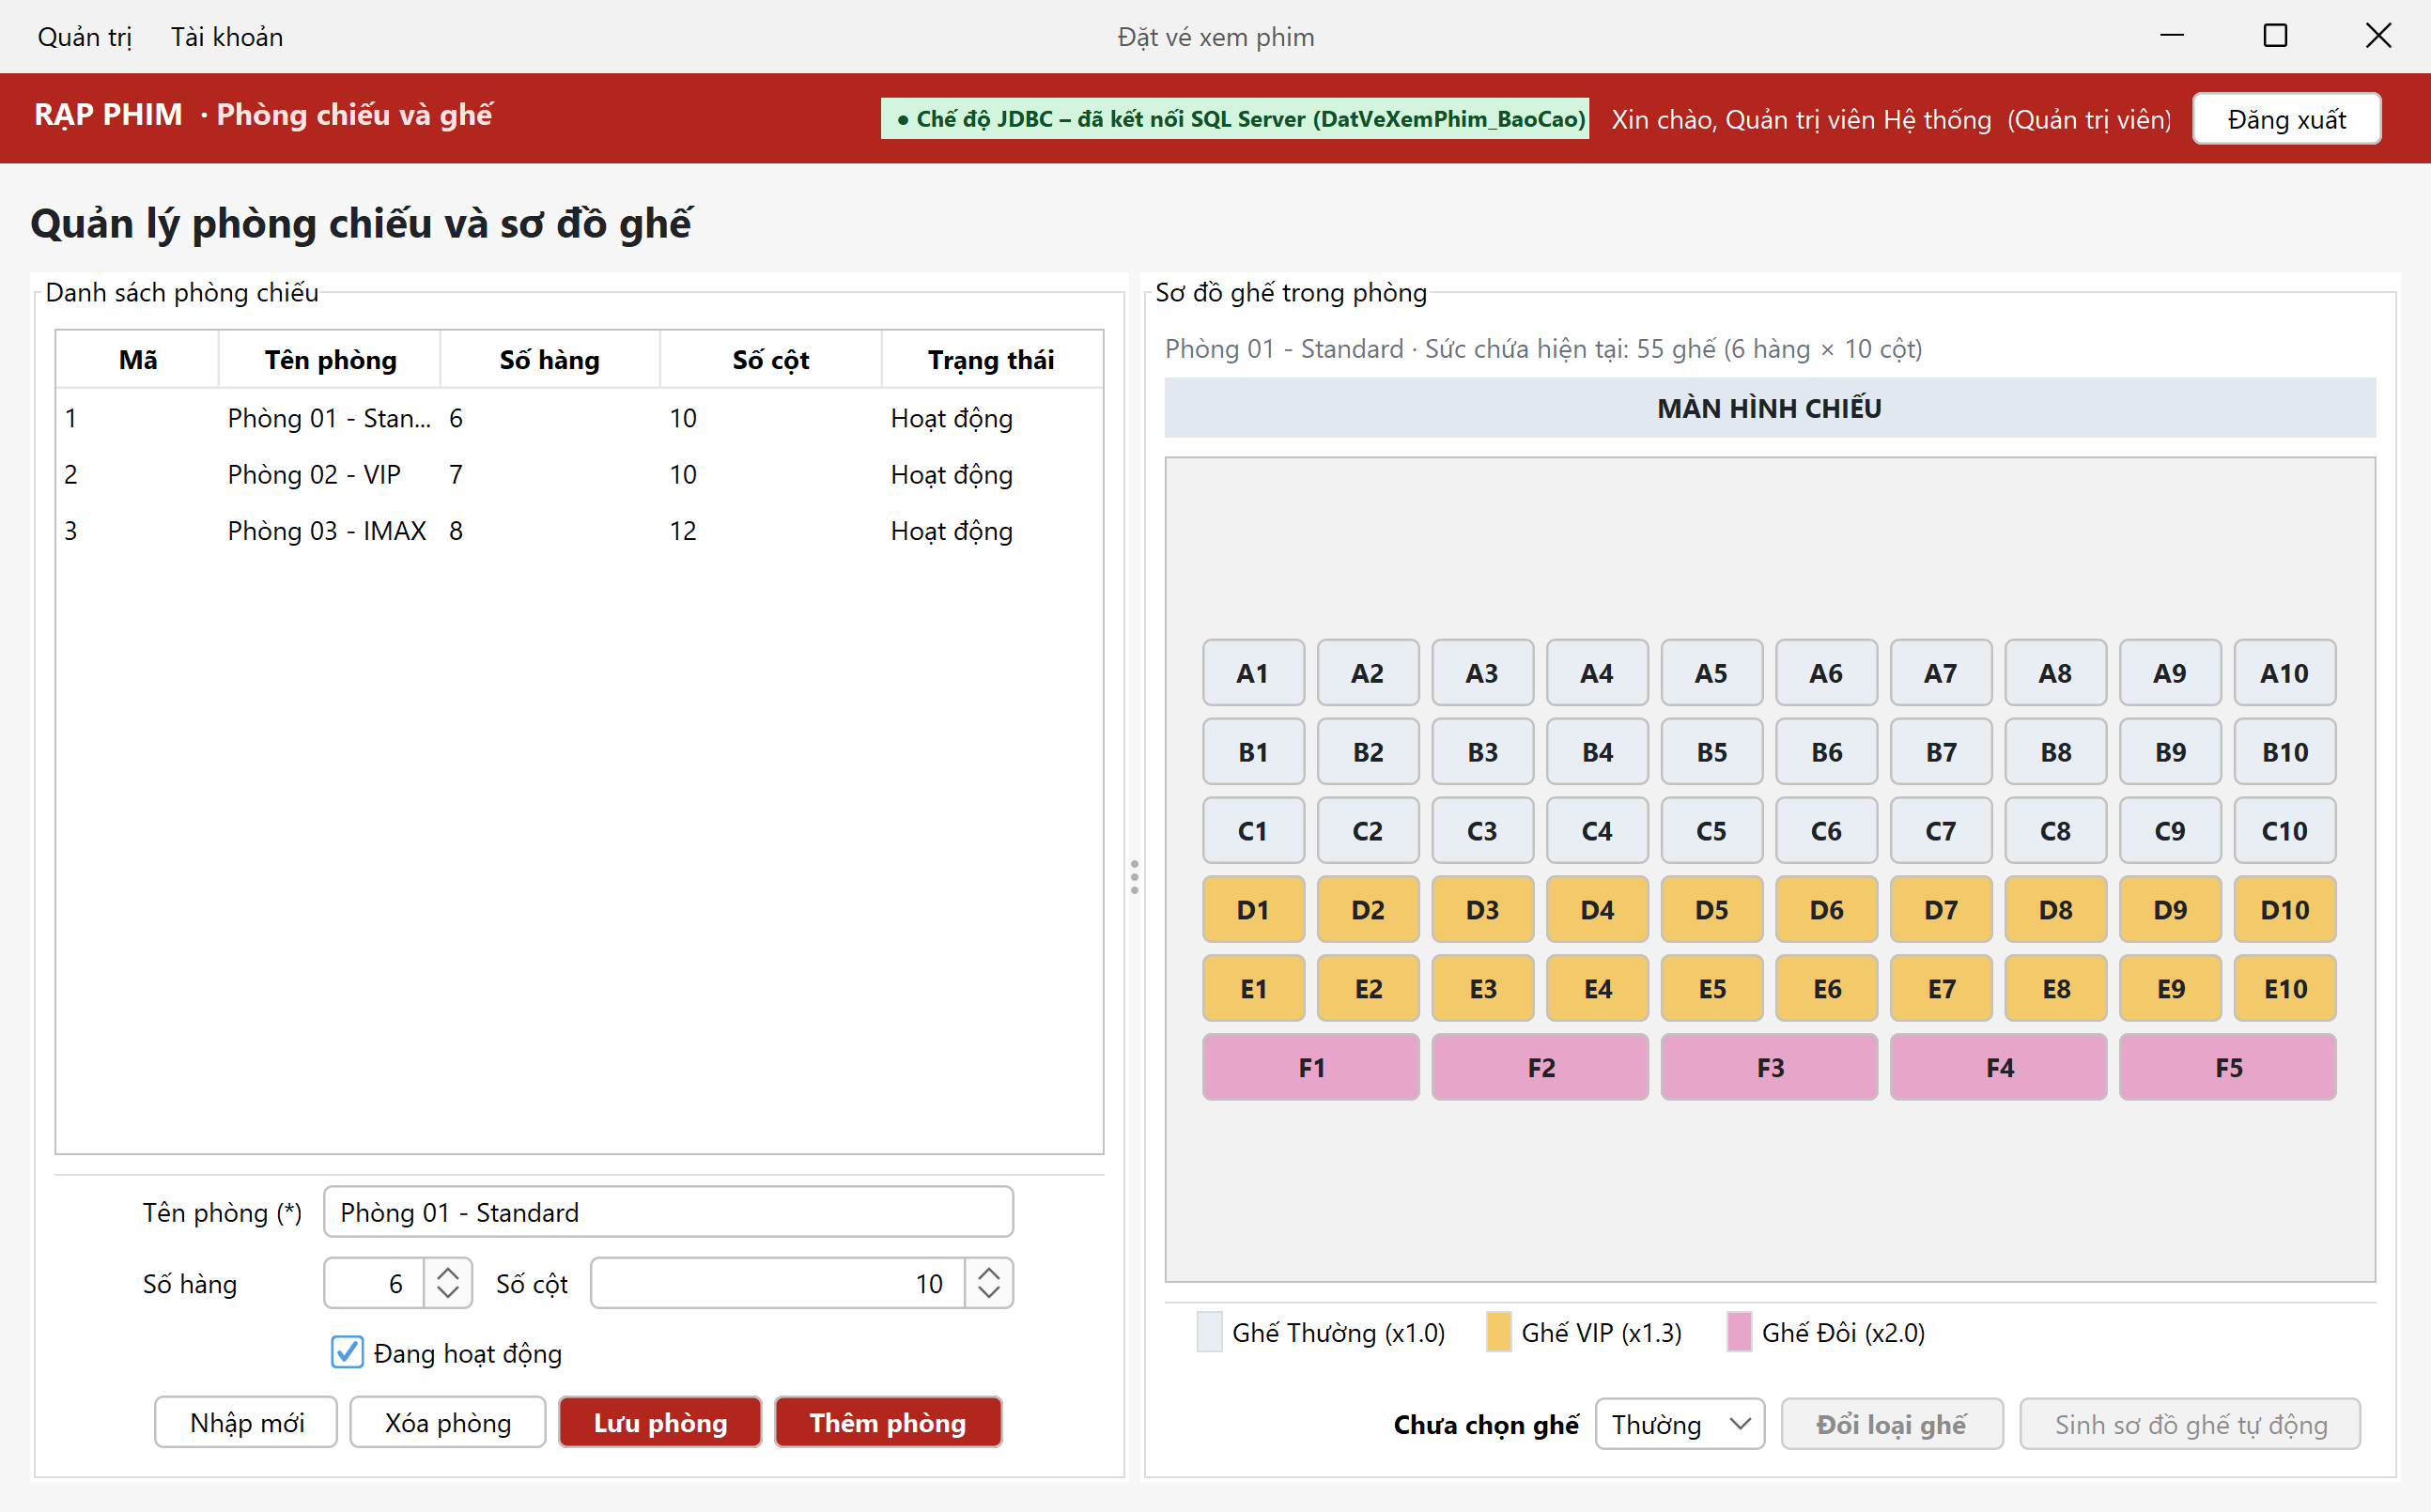 Quản trị Tài khoản Đặt vé xem phim
RẠP PHIM · Phòng chiếu và ghế ● Chế độ JDBC – đã kết nối SQL Server (DatVeXemPhim_BaoCao) Xin chào, Quản trị viên Hệ thống (Quản trị viên) Đăng xuất
Quản lý phòng chiếu và sơ đồ ghế
Danh sách phòng chiếu
Mã Tên phòng Số hàng Số cột Trạng thái
1 Phòng 01 - Stan... 6 10 Hoạt động
2 Phòng 02 - VIP 7 10 Hoạt động
3 Phòng 03 - IMAX 8 12 Hoạt động
Tên phòng (*) Phòng 01 - Standard
Số hàng 6 Số cột 10
Đang hoạt động
Nhập mới Xóa phòng Lưu phòng Thêm phòng
Sơ đồ ghế trong phòng
Phòng 01 - Standard · Sức chứa hiện tại: 55 ghế (6 hàng × 10 cột)
MÀN HÌNH CHIẾU
A1 A2 A3 A4 A5 A6 A7 A8 A9 A10
B1 B2 B3 B4 B5 B6 B7 B8 B9 B10
C1 C2 C3 C4 C5 C6 C7 C8 C9 C10
D1 D2 D3 D4 D5 D6 D7 D8 D9 D10
E1 E2 E3 E4 E5 E6 E7 E8 E9 E10
F1 F2 F3 F4 F5
Ghế Thường (x1.0) Ghế VIP (x1.3) Ghế Đôi (x2.0)
Chưa chọn ghế Thường Đổi loại ghế Sinh sơ đồ ghế tự động